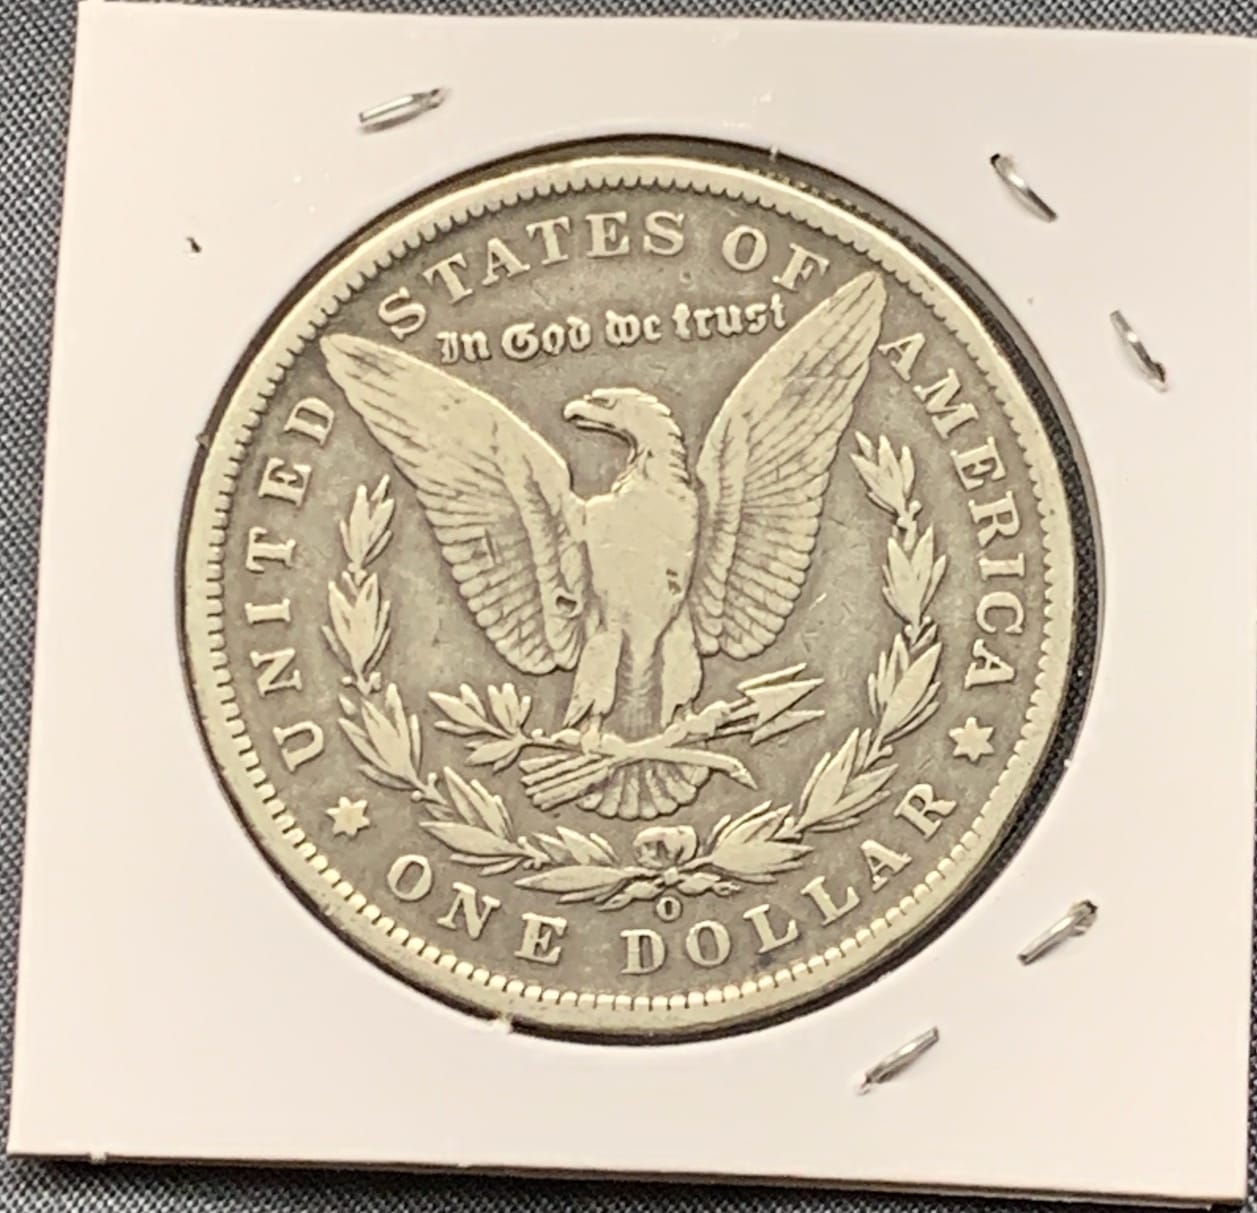 UNITED STATES OF AMERICA
In God we trust
O
ONE DOLLAR